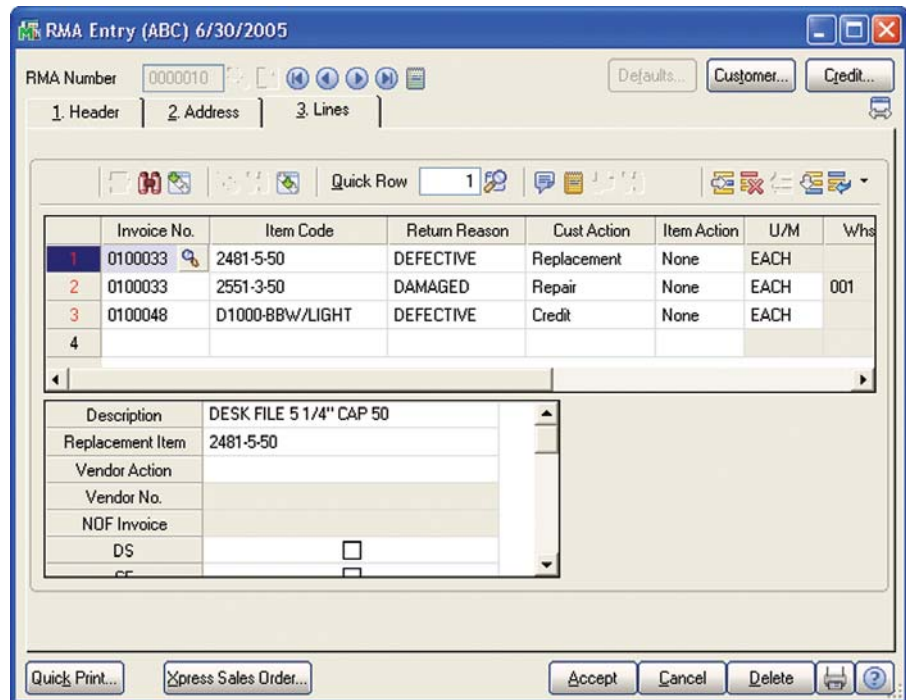 RMA Entry (ABC) 6/30/2005
RMA Number 0000010 Defaults... Customer... Credit...
1. Header 2. Address 3. Lines
Quick Row 1
Invoice No. Item Code Return Reason Cust Action Item Action U/M Whs
1 0100033 2481-5-50 DEFECTIVE Replacement None EACH
2 0100033 2551-3-50 DAMAGED Repair None EACH 001
3 0100048 D1000-BBW/LIGHT DEFECTIVE Credit None EACH
4
Description DESK FILE 5 1/4" CAP 50
Replacement Item 2481-5-50
Vendor Action
Vendor No.
NOF Invoice
DS
Quick Print... Xpress Sales Order... Accept Cancel Delete